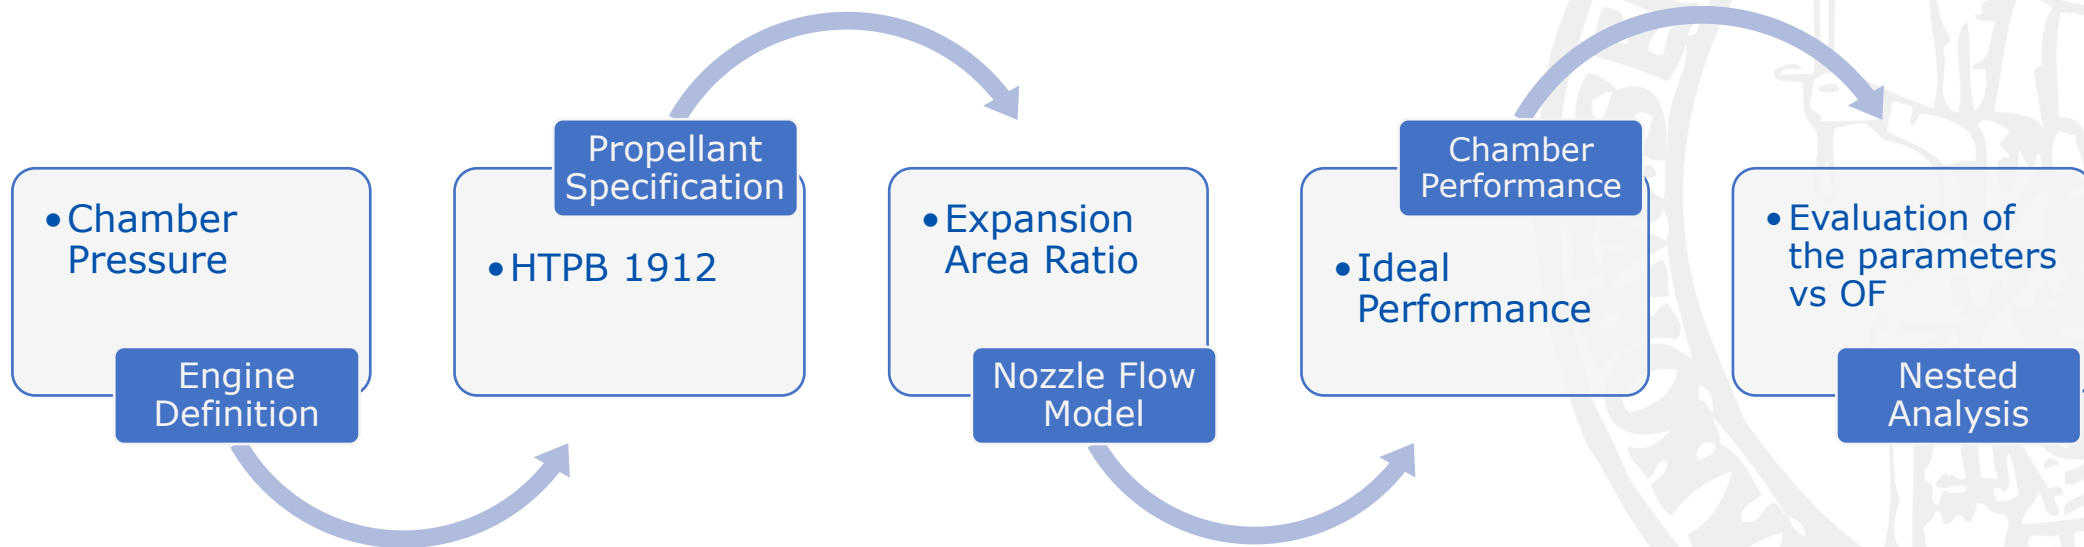 • Chamber
Pressure
Engine
Definition
Propellant
Specification
• HTPB 1912
• Expansion
Area Ratio
Nozzle Flow
Model
Chamber
Performance
• Ideal
Performance
• Evaluation of
the parameters
vs OF
Nested
Analysis